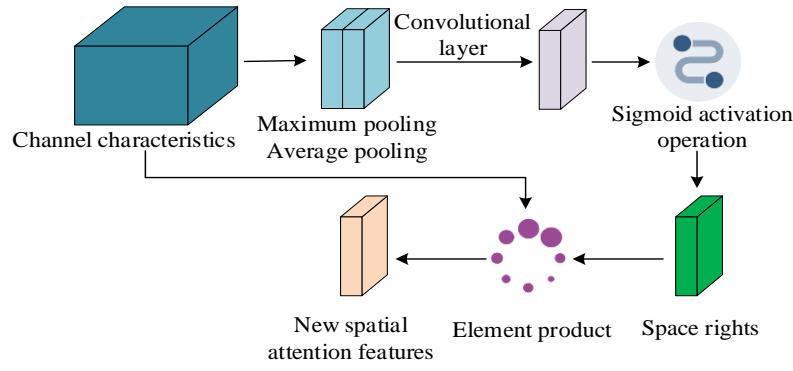 Convolutional
layer
Channel characteristics
Maximum pooling
Average pooling
Sigmoid activation
operation
New spatial
attention features
Element product
Space rights